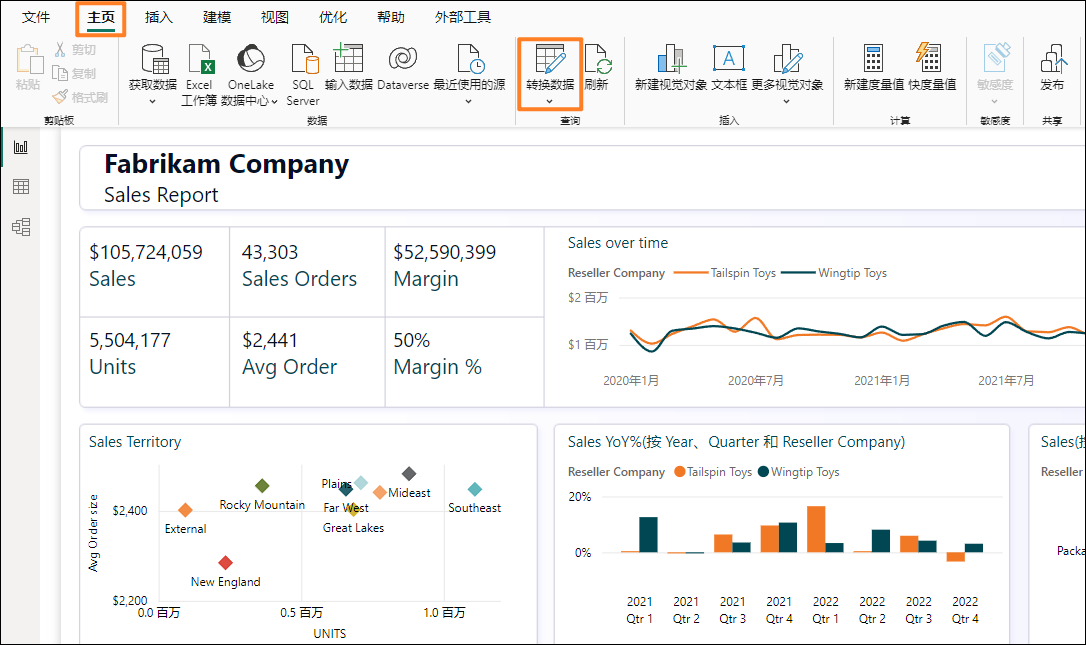 文件 主页 插入 建模 视图 优化 帮助 外部工具
粘贴
剪切
复制
格式刷
剪贴板
获取数据
Excel
工作簿
OneLake
数据中心
SQL
Server
输入数据
Dataverse
最近使用的源
数据
转换数据
刷新
查询
新建视觉对象
文本框
更多视觉对象
插入
新建度量值
快度量值
计算
敏感度
敏感度
发布
共享
Fabrikam Company
Sales Report
$105,724,059
Sales
43,303
Sales Orders
$52,590,399
Margin
5,504,177
Units
$2,441
Avg Order
50%
Margin %
Sales over time
Reseller Company Tailspin Toys Wingtip Toys
$2 百万
$1 百万
2020年1月 2020年7月 2021年1月 2021年7月
Sales Territory
Avg Order size
$2,400
$2,200
External
Rocky Mountain
New England
Plains
Far West
Great Lakes
Mideast
Southeast
0.0 百万 0.5 百万 1.0 百万
UNITS
Sales YoY%(按 Year、Quarter 和 Reseller Company)
Reseller Company Tailspin Toys Wingtip Toys
20%
0%
2021 2021 2021 2021 2022 2022 2022 2022
Qtr 1 Qtr 2 Qtr 3 Qtr 4 Qtr 1 Qtr 2 Qtr 3 Qtr 4
Sales(按
Reseller
Packa